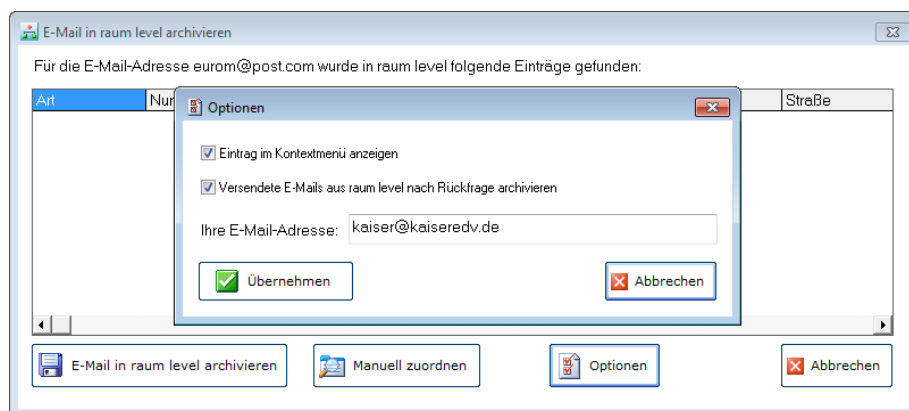 E-Mail in raum level archivieren
Für die E-Mail-Adresse eurom@post.com wurde in raum level folgende Einträge gefunden:
Art Nur Straße
Optionen
Eintrag im Kontextmenü anzeigen
Versendete E-Mails aus raum level nach Rückfrage archivieren
Ihre E-Mail-Adresse: kaiser@kaiseredv.de
Übernehmen Abbrechen
E-Mail in raum level archivieren Manuell zuordnen Optionen Abbrechen